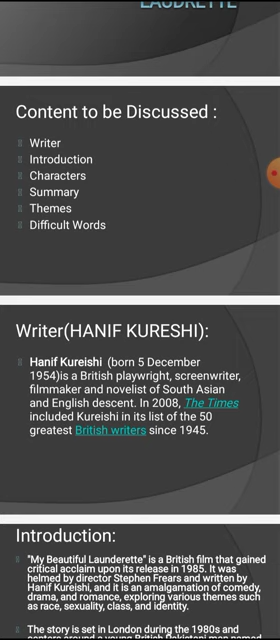 LAUDRETTE
Content to be Discussed :
Writer
Introduction
Characters
Summary
Themes
Difficult Words
Writer(HANIF KURESHI):
Hanif Kureishi (born 5 December
1954)is a British playwright, screenwriter,
filmmaker and novelist of South Asian
and English descent. In 2008, The Times
included Kureishi in its list of the 50
greatest British writers since 1945.
Introduction:
"My Beautiful Launderette" is a British film that gained
critical acclaim upon its release in 1985. It was
helmed by director Stephen Frears and written by
Hanif Kureishi, and it is an amalgamation of comedy,
drama, and romance, exploring various themes such
as race, sexuality, class, and identity.
The story is set in London during the 1980s and